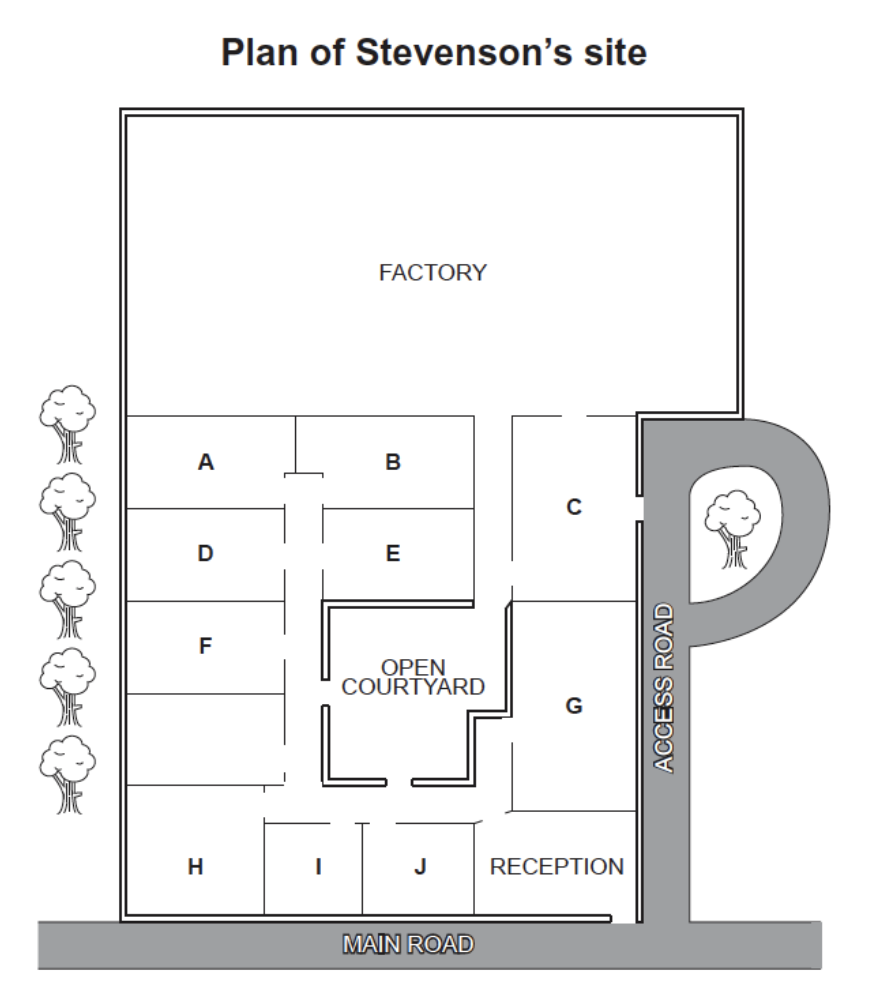 Plan of Stevenson's site
FACTORY
A
B
C
D
E
F
OPEN
COURTYARD
G
ACCESS ROAD
H
I
J
RECEPTION
MAIN ROAD